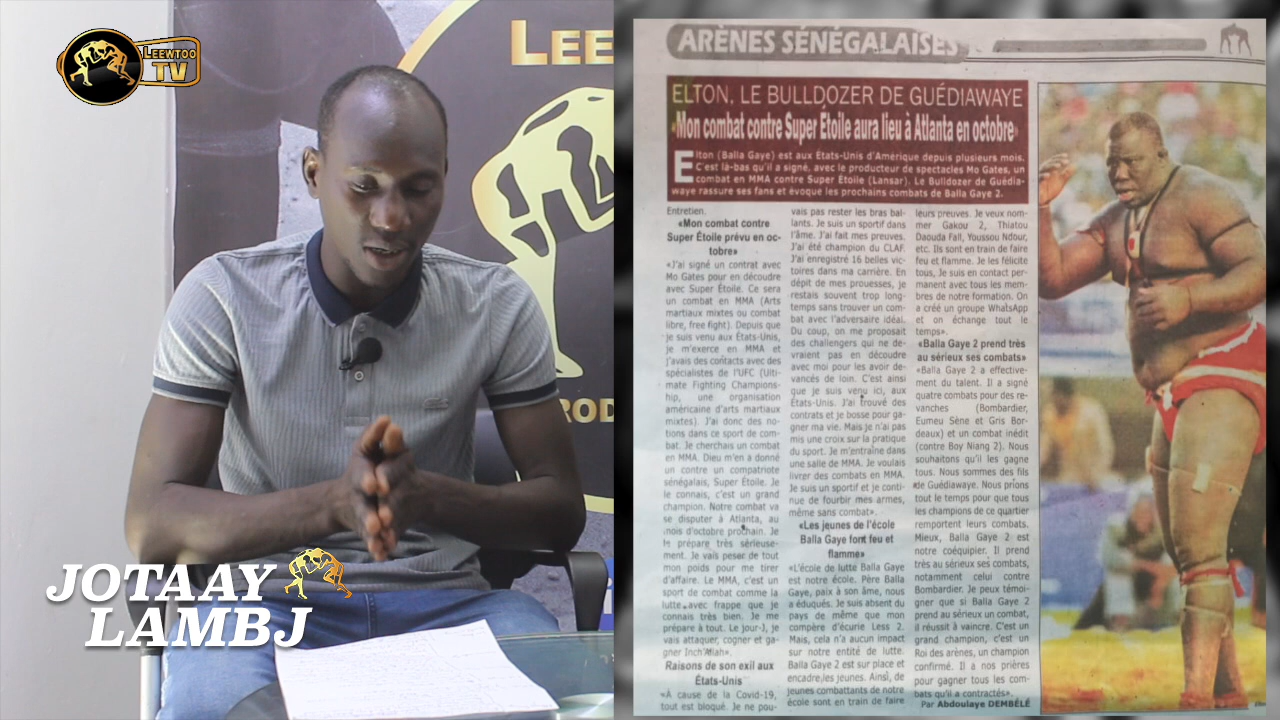 LEEWTOO
TV
LEE
ROD
JOTAAY
LAMBJ
ARÈNES SÉNÉGALAISES
ELTON, LE BULLDOZER DE GUÉDIAWAYE
«Mon combat contre Super Étoile aura lieu à Atlanta en octobre»
Elton (Balla Gaye) est aux États-Unis d'Amérique depuis plusieurs mois.
C'est là-bas qu'il a signé, avec le producteur de spectacles Mo Gates, un
combat en MMA contre Super Etoile (Lansar). Le Bulldozer de Guédia-
waye rassure ses fans et évoque les prochains combats de Balla Gaye 2.
Entretien.
«Mon combat contre
Super Étoile prévu en oc-
tobre»
«J'ai signé un contrat avec
Mo Gates pour en découdre
avec Super Étoile. Ce sera
un combat en MMA (Arts
martiaux mixtes ou combat
libre, free fight). Depuis que
je suis venu aux États-Unis,
je m'exerce en MMA et
j'avais des contacts avec des
spécialistes de l'UFC (Ulti-
mate Fighting Champions-
hip, une organisation
américaine d'arts martiaux
mixtes). J'ai donc des no-
tions dans ce sport de com-
bat. Je cherchais un combat
en MMA. Dieu m'en a donné
un contre un compatriote
sénégalais, Super Étoile. Je
le connais, c'est un grand
champion. Notre combat va
se disputer à Atlanta, au
mois d'octobre prochain. Je
le prépare très sérieuse-
ment. Je vais peser de tout
mon poids pour me tirer
d'affaire. Le MMA, c'est un
sport de combat comme la
lutte avec frappe que je
connais très bien. Je me
prépare à tout. Le jour-J, je
vais attaquer, cogner et ga-
gner Inch'Allah».
Raisons de son exil aux
États-Unis
«À cause de la Covid-19,
tout est bloqué. Je ne pou-
vais pas rester les bras bal-
lants. Je suis un sportif dans
l'âme. J'ai fait mes preuves.
J'ai été champion du CLAF.
J'ai enregistré 16 belles vic-
toires dans ma carrière. En
dépit de mes prouesses, je
restais souvent trop long-
temps sans trouver un com-
bat avec l'adversaire idéal.
Du coup, on me proposait
des challengers qui ne de-
vraient pas en découdre
avec moi pour les avoir de-
vancés de loin. C'est ainsi
que je suis venu ici, aux
États-Unis. J'ai trouvé des
contrats et je bosse pour ga-
gner ma vie. Mais je n'ai pas
mis une croix sur la pratique
du sport. Je m'entraîne dans
une salle de MMA. Je voulais
livrer des combats en MMA.
Je suis un sportif et je conti-
nue de fourbir mes armes,
même sans combat».
«Les jeunes de l'école
Balla Gaye font feu et
flamme»
«L'école de lutte Balla Gaye
est notre école. Père Balla
Gaye, paix à son âme, nous
a éduqués. Je suis absent du
pays de même que mon
compère d'écurie Less 2.
Mais, cela n'a aucun impact
sur notre entité de lutte.
Balla Gaye 2 est sur place et
encadre les jeunes. Ainsi, de
jeunes combattants de notre
école sont en train de faire
leurs preuves. Je veux nom-
mer Gakou 2, Thiatou
Daouda Fall, Youssou Ndour,
etc. Ils sont en train de faire
feu et flamme. Je les félicite
tous, Je suis en contact per-
manent avec tous les mem-
bres de notre formation. On
a créé un groupe WhatsApp
et on échange tout le
temps».
«Balla Gaye 2 prend très
au sérieux ses combats»
«Balla Gaye 2 a effective-
ment du talent. Il a signé
quatre combats pour des re-
vanches (Bombardier,
Eumeu Sène et Gris Bor-
deaux) et un combat inédit
(contre Boy Niang 2). Nous
souhaitons qu'il les gagne
tous. Nous sommes des fils
de Guédiawaye. Nous prions
tout le temps pour que tous
les champions de ce quartier
remportent leurs combats.
Mieux, Balla Gaye 2 est
notre coéquipier. Il prend
très au sérieux ses combats,
notamment celui contre
Bombardier. Je peux témoi-
gner que si Balla Gaye 2
prend au sérieux un combat,
il réussit à vaincre. C'est un
grand champion, c'est un
Roi des arènes, un champion
confirmé. Il a nos prières
pour gagner tous les com-
bats qu'il a contractés».
Par Abdoulaye DEMBÉLÉ